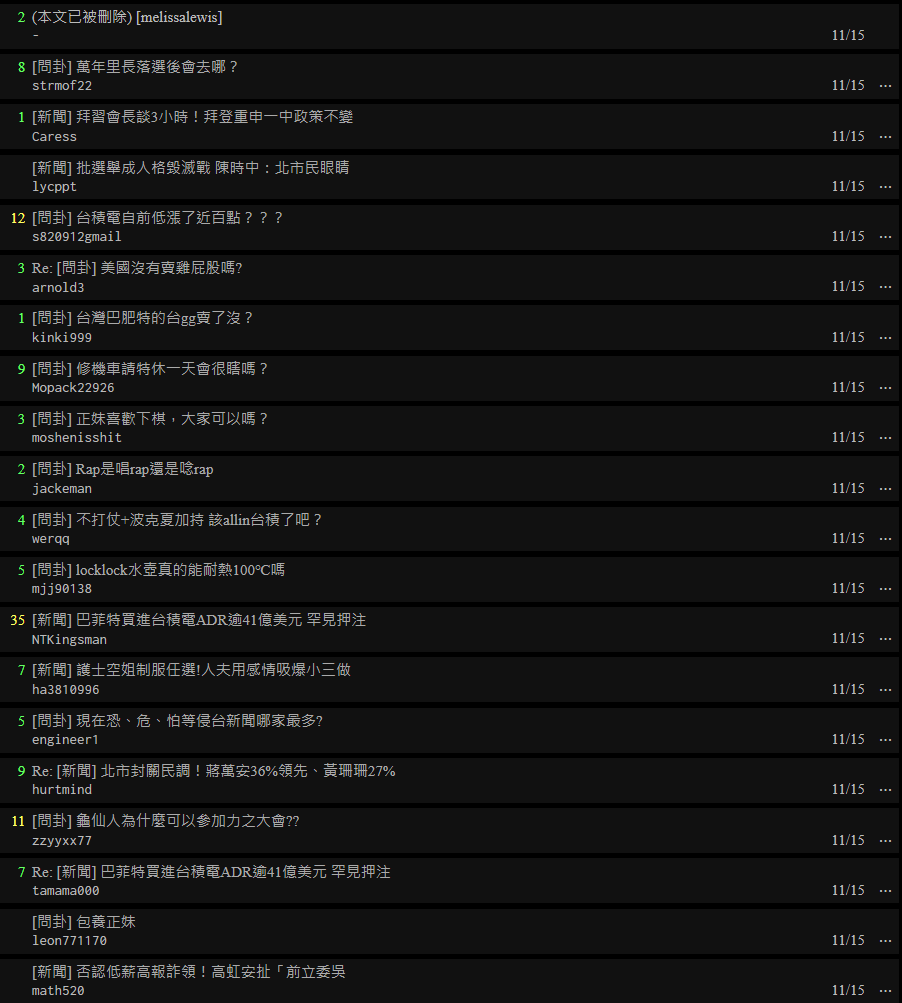 2 (本文已被刪除) [melissalewis]
- 11/15
8 [問卦] 萬年里長落選後會去哪？
strmof22 11/15 ⋯
1 [新聞] 拜習會長談3小時！拜登重申一中政策不變
Caress 11/15 ⋯
[新聞] 批選舉成人格毀滅戰 陳時中：北市民眼睛
lycppt 11/15 ⋯
12 [問卦] 台積電自前低漲了近百點？？？
s820912gmail 11/15 ⋯
3 Re: [問卦] 美國沒有賣雞屁股嗎?
arnold3 11/15 ⋯
1 [問卦] 台灣巴肥特的台gg賣了沒？
kinki999 11/15 ⋯
9 [問卦] 修機車請特休一天會很瞎嗎？
Mopack22926 11/15 ⋯
3 [問卦] 正妹喜歡下棋，大家可以嗎？
moshenisshit 11/15 ⋯
2 [問卦] Rap是唱rap還是唸rap
jackeman 11/15 ⋯
4 [問卦] 不打仗+波克夏加持 該allin台積了吧？
werqq 11/15 ⋯
5 [問卦] locklock水壺真的能耐熱100℃嗎
mjj90138 11/15 ⋯
35 [新聞] 巴菲特買進台積電ADR逾41億美元 罕見押注
NTKingsman 11/15 ⋯
7 [新聞] 護士空姐制服任選!人夫用感情吸爆小三做
ha3810996 11/15 ⋯
5 [問卦] 現在恐、危、怕等侵台新聞哪家最多?
engineer1 11/15 ⋯
9 Re: [新聞] 北市封關民調！蔣萬安36%領先、黃珊珊27%
hurtmind 11/15 ⋯
11 [問卦] 龜仙人為什麼可以參加力之大會??
zzyyxx77 11/15 ⋯
7 Re: [新聞] 巴菲特買進台積電ADR逾41億美元 罕見押注
tamama000 11/15 ⋯
[問卦] 包養正妹
leon771170 11/15 ⋯
[新聞] 否認低薪高報詐領！高虹安扯「前立委吳
math520 11/15 ⋯